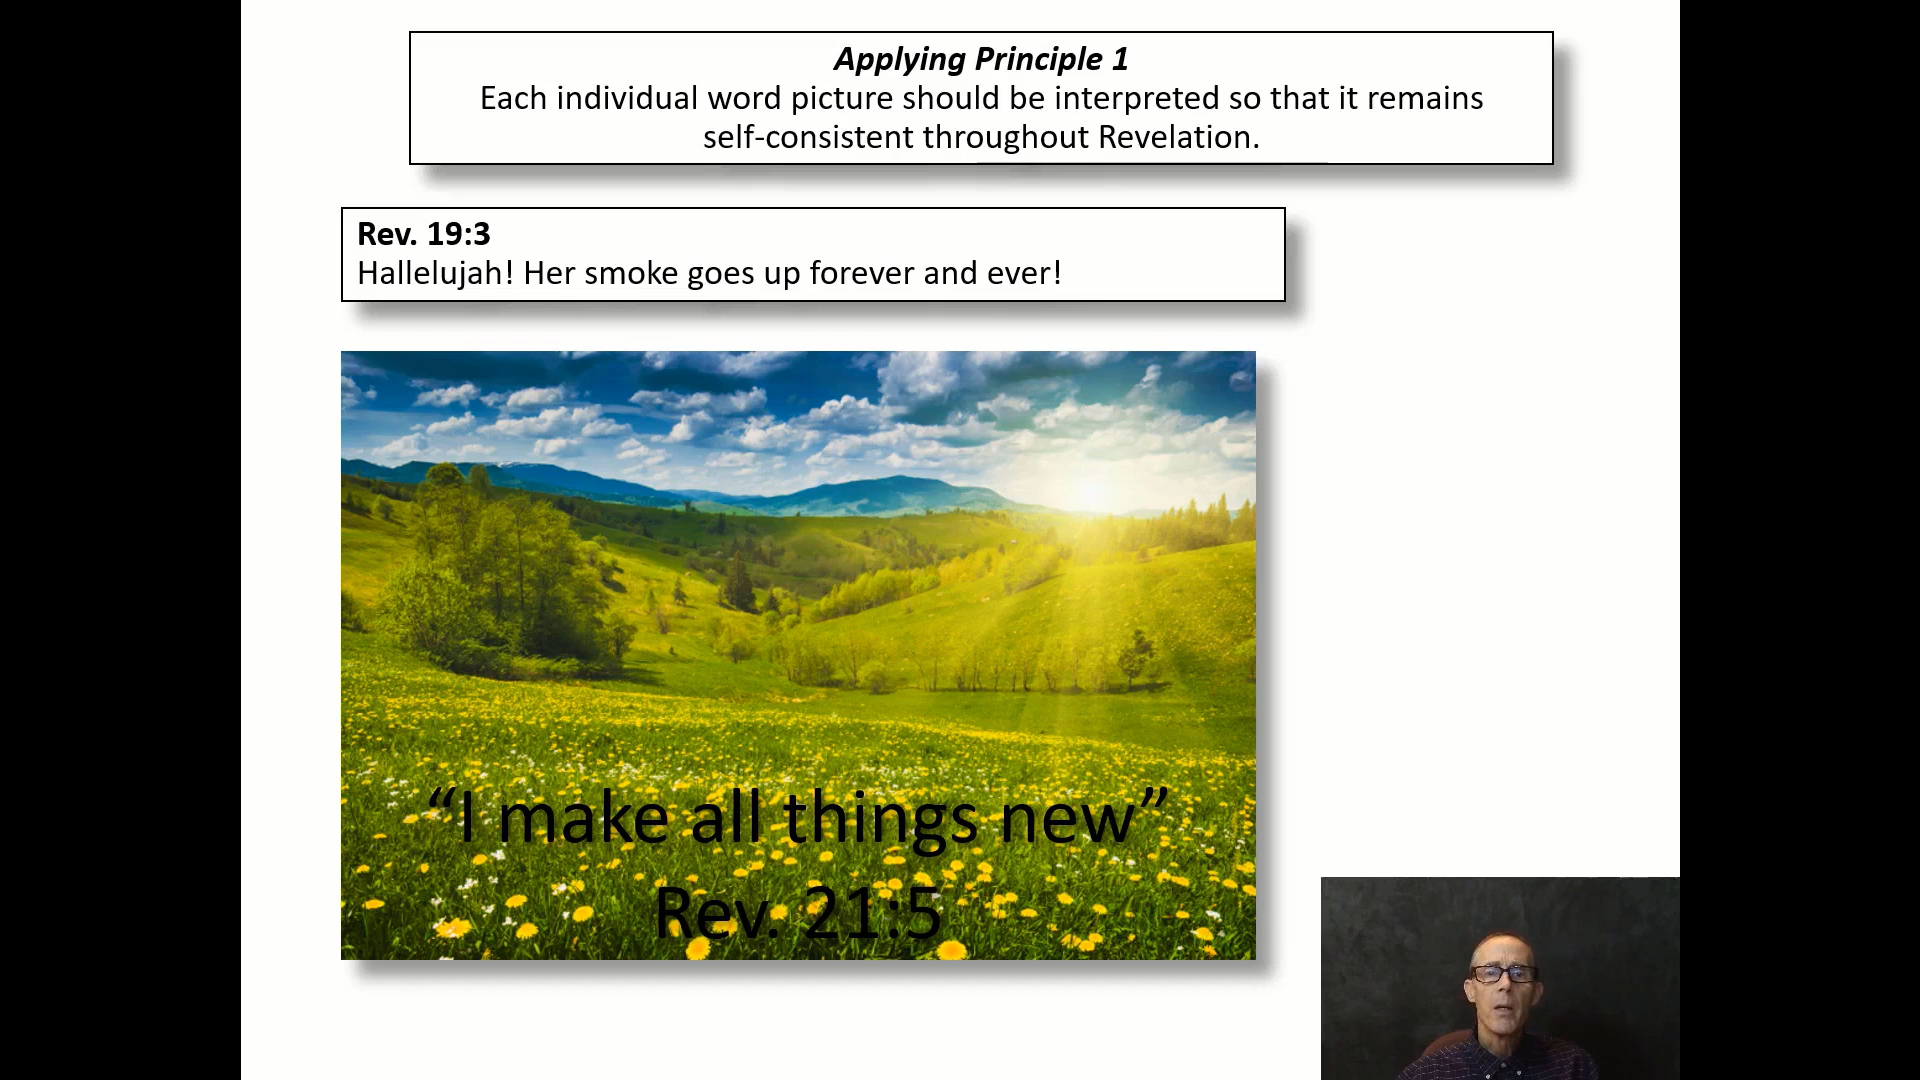 Applying Principle 1
Each individual word picture should be interpreted so that it remains
self-consistent throughout Revelation.
Rev. 19:3
Hallelujah! Her smoke goes up forever and ever!
“I make all things new”
Rev. 21:5